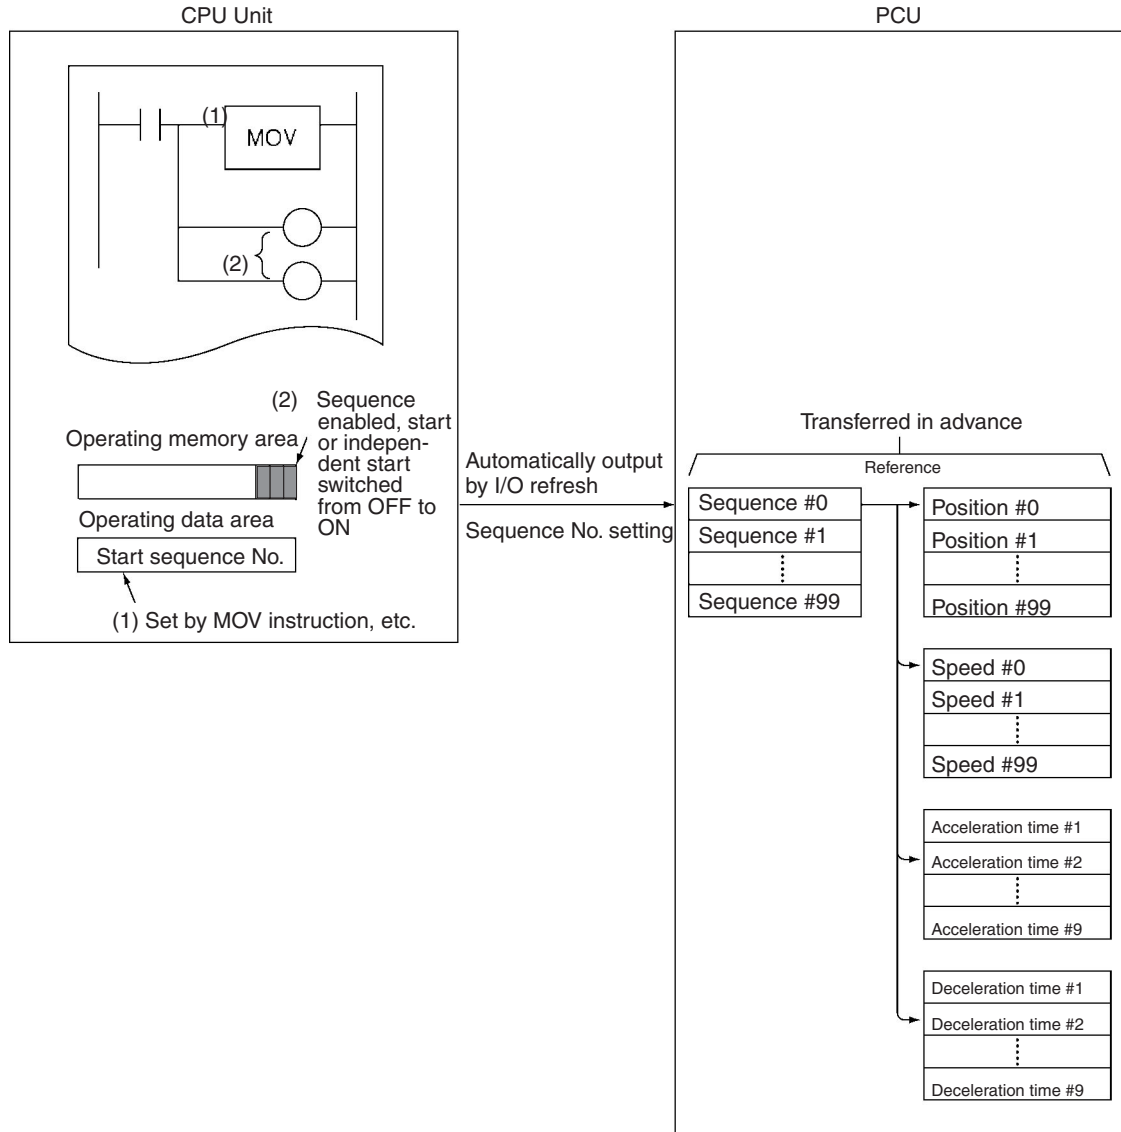 CPU Unit
PCU
(1)
MOV
(2)
(2) Sequence
enabled, start
or indepen-
dent start
switched
from OFF to
ON
Operating memory area
Operating data area
Start sequence No.
(1) Set by MOV instruction, etc.
Automatically output
by I/O refresh
Sequence No. setting
Transferred in advance
Reference
Sequence #0
Sequence #1
Sequence #99
Position #0
Position #1
Position #99
Speed #0
Speed #1
Speed #99
Acceleration time #1
Acceleration time #2
Acceleration time #9
Deceleration time #1
Deceleration time #2
Deceleration time #9